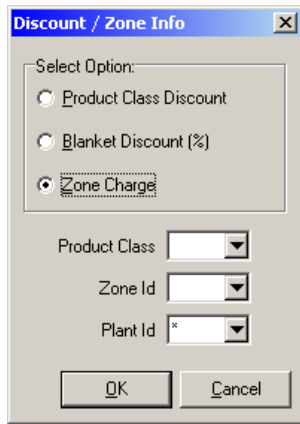 Discount / Zone Info
Select Option:
Product Class Discount
Blanket Discount (%)
Zone Charge
Product Class
Zone Id
Plant Id *
OK Cancel